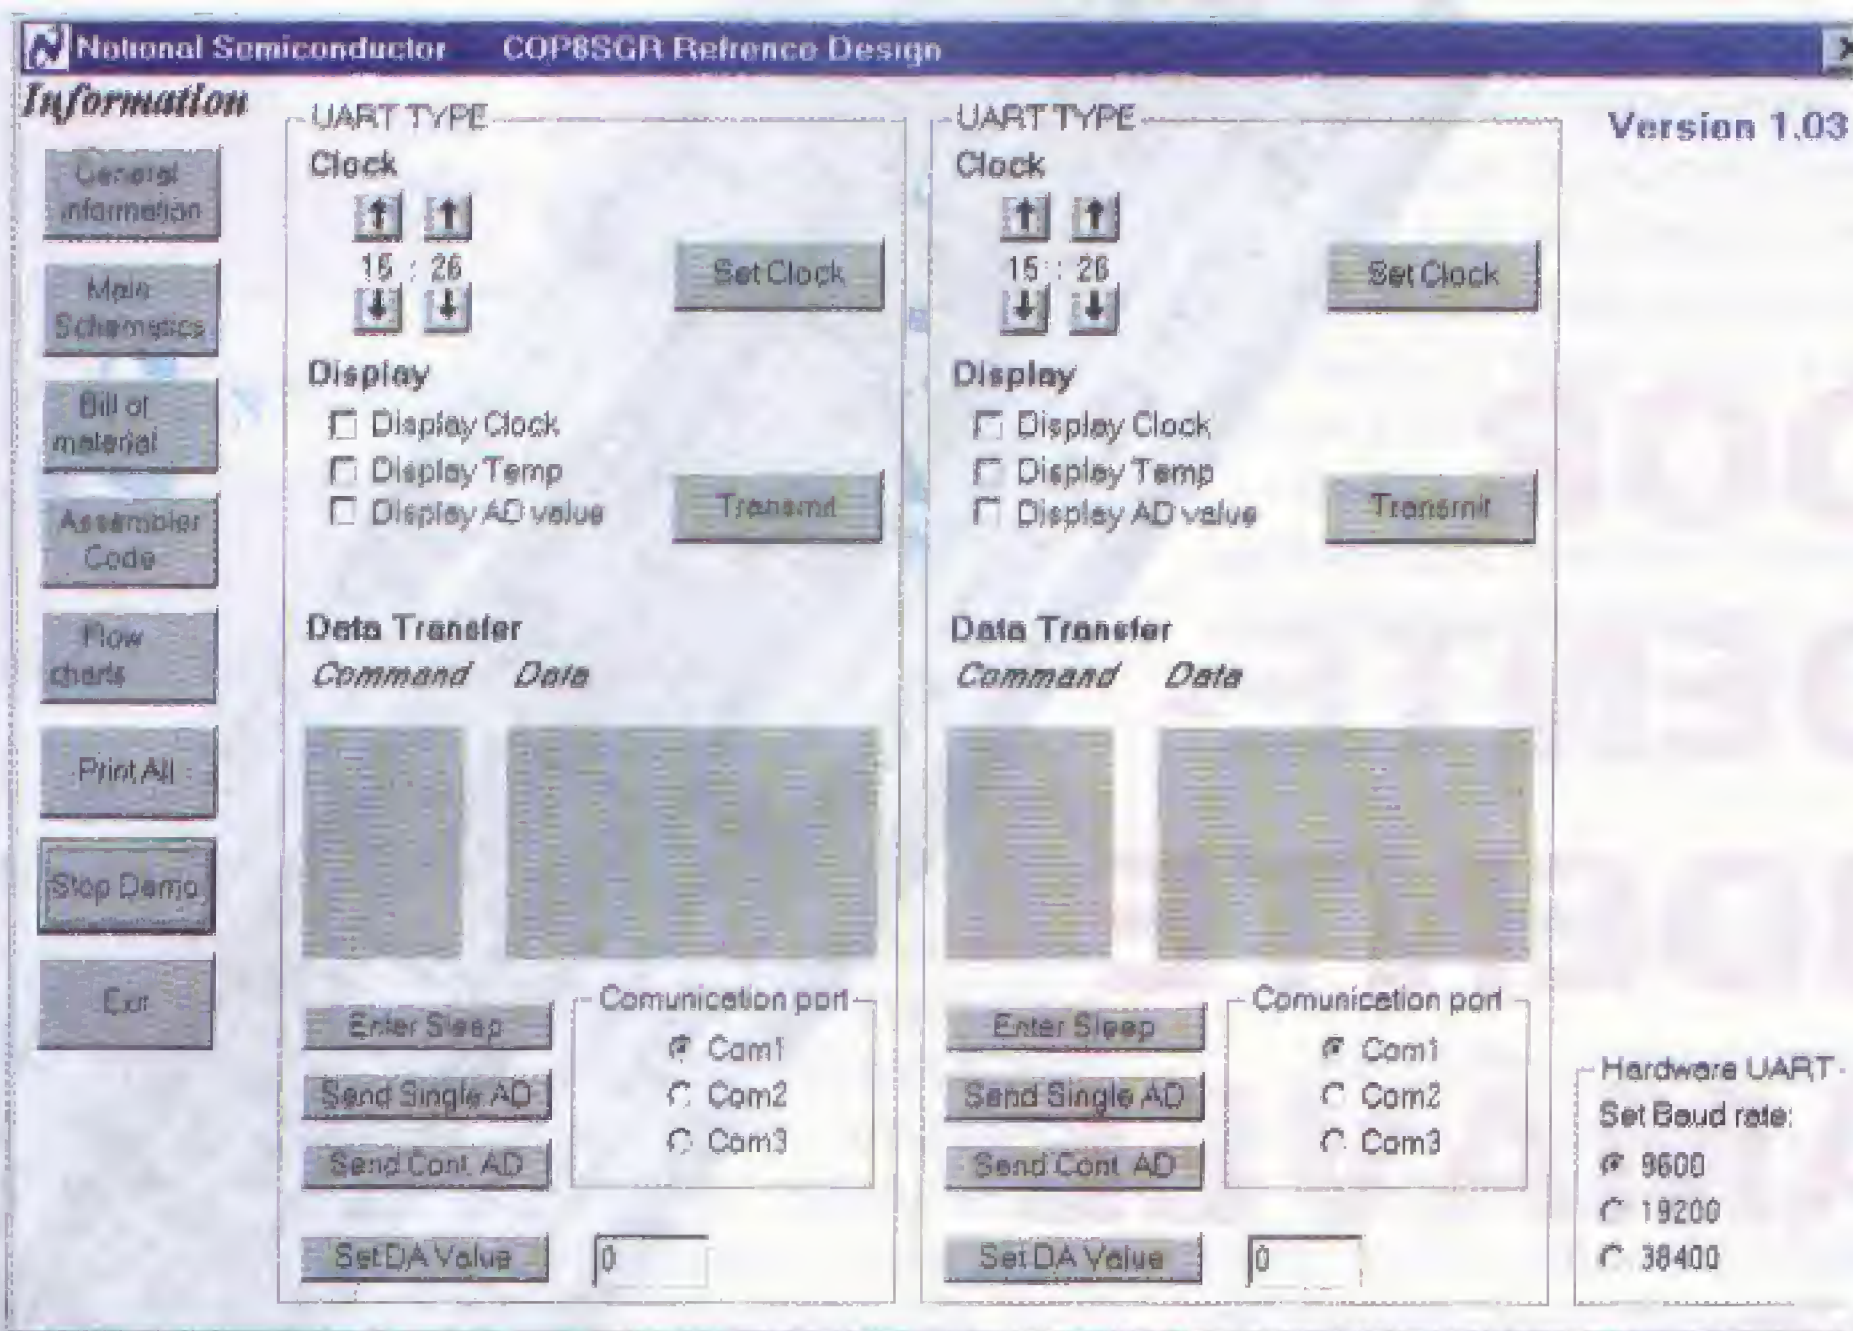 National Semiconductor COP8SGR Refrence Design
Information
Version 1.03
General
information
Main
Schematics
Bill of
material
Assembler
Code
Flow
charts
Print All
Stop Demo
Exit
UART TYPE
Clock
15 : 26
Set Clock
Display
Display Clock
Display Temp
Display AD value
Transmit
Data Transfer
Command Data
Enter Sleep
Send Single AD
Send Cont. AD
Set DA Value
0
Comunication port
Com1
Com2
Com3
UART TYPE
Clock
15 : 26
Set Clock
Display
Display Clock
Display Temp
Display AD value
Transmit
Data Transfer
Command Data
Enter Sleep
Send Single AD
Send Cont. AD
Set DA Value
0
Comunication port
Com1
Com2
Com3
Hardware UART
Set Baud rate:
9600
19200
38400